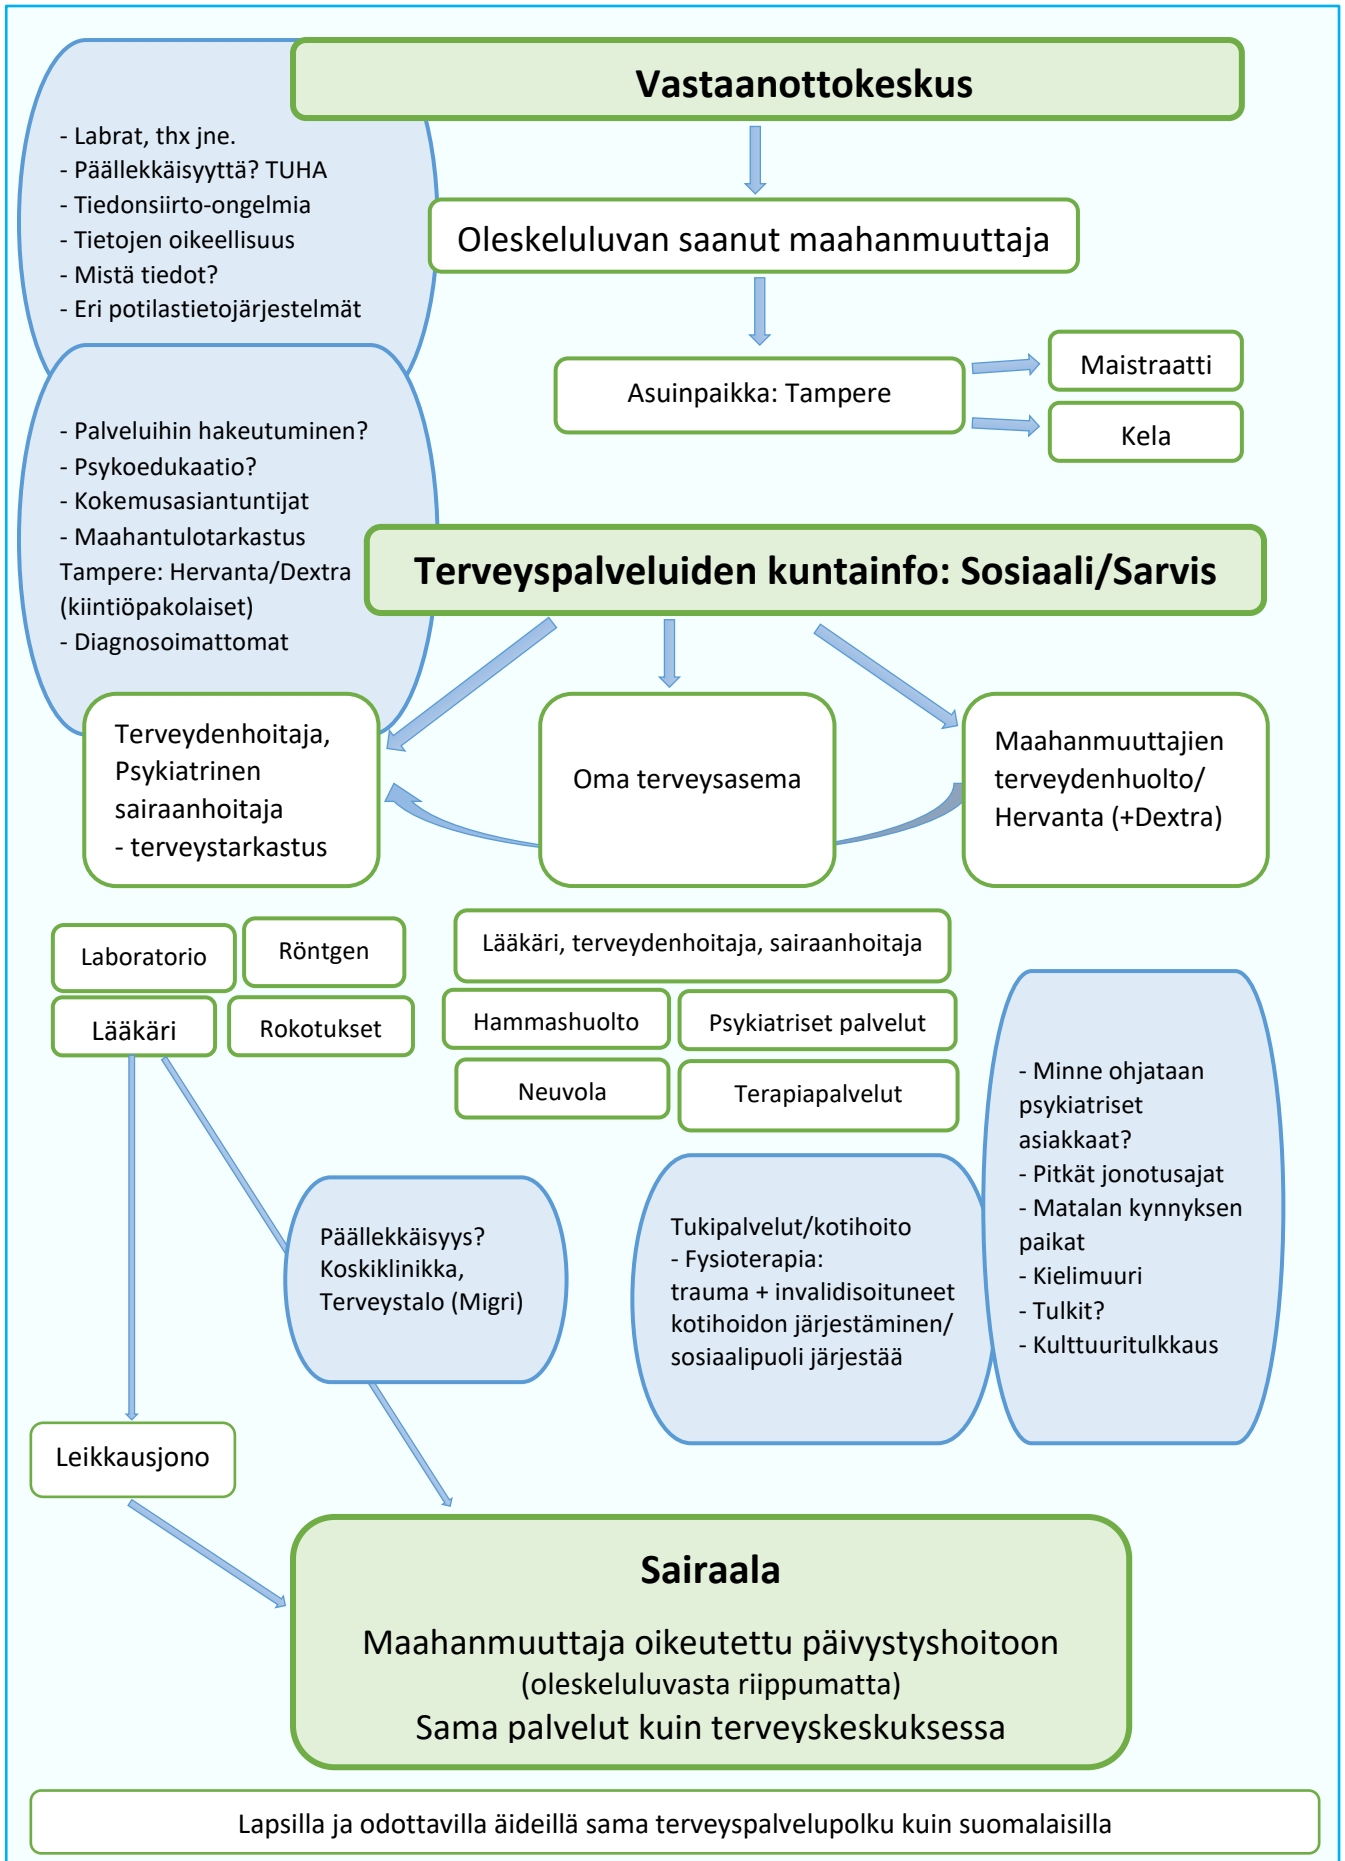 Vastaanottokeskus
- Labrat, thx jne.
- Päällekkäisyyttä? TUHA
- Tiedonsiirto-ongelmia
- Tietojen oikeellisuus
- Mistä tiedot?
- Eri potilastietojärjestelmät
Oleskeluluvan saanut maahanmuuttaja
Asuinpaikka: Tampere
Maistraatti
Kela
- Palveluihin hakeutuminen?
- Psykoedukaatio?
- Kokemusasiantuntijat
- Maahantulotarkastus
Tampere: Hervanta/Dextra
(kiintiöpakolaiset)
- Diagnosoimattomat
Terveyspalveluiden kuntainfo: Sosiaali/Sarvis
Terveydenhoitaja,
Psykiatrinen
sairaanhoitaja
- terveystarkastus
Oma terveysasema
Maahanmuuttajien
terveydenhuolto/
Hervanta (+Dextra)
Laboratorio
Röntgen
Lääkäri
Rokotukset
Lääkäri, terveydenhoitaja, sairaanhoitaja
Hammashuolto
Psykiatriset palvelut
Neuvola
Terapiapalvelut
- Minne ohjataan
psykiatriset
asiakkaat?
- Pitkät jonotusajat
- Matalan kynnyksen
paikat
- Kielimuuri
- Tulkit?
- Kulttuuritulkkaus
Päällekkäisyys?
Koskiklinikka,
Terveystalo (Migri)
Tukipalvelut/kotihoito
- Fysioterapia:
trauma + invalidisoituneet
kotihoidon järjestäminen/
sosiaalipuoli järjestää
Leikkausjono
Sairaala
Maahanmuuttaja oikeutettu päivystyshoitoon
(oleskeluluvasta riippumatta)
Sama palvelut kuin terveyskeskuksessa
Lapsilla ja odottavilla äideillä sama terveyspalvelupolku kuin suomalaisilla